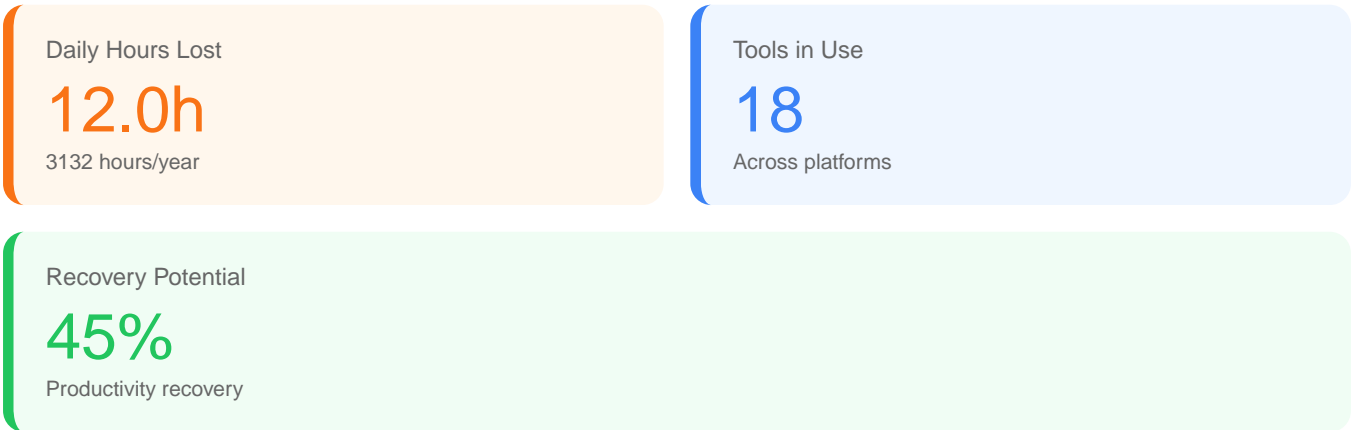 Daily Hours Lost
12.0h
3132 hours/year
Tools in Use
18
Across platforms
Recovery Potential
45%
Productivity recovery